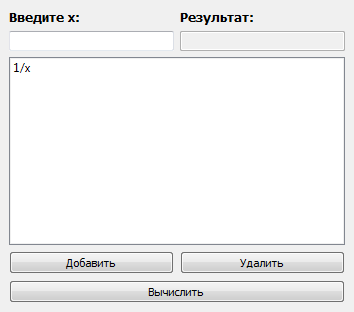 Введите x:
Результат:
1/x
Добавить
Удалить
Вычислить